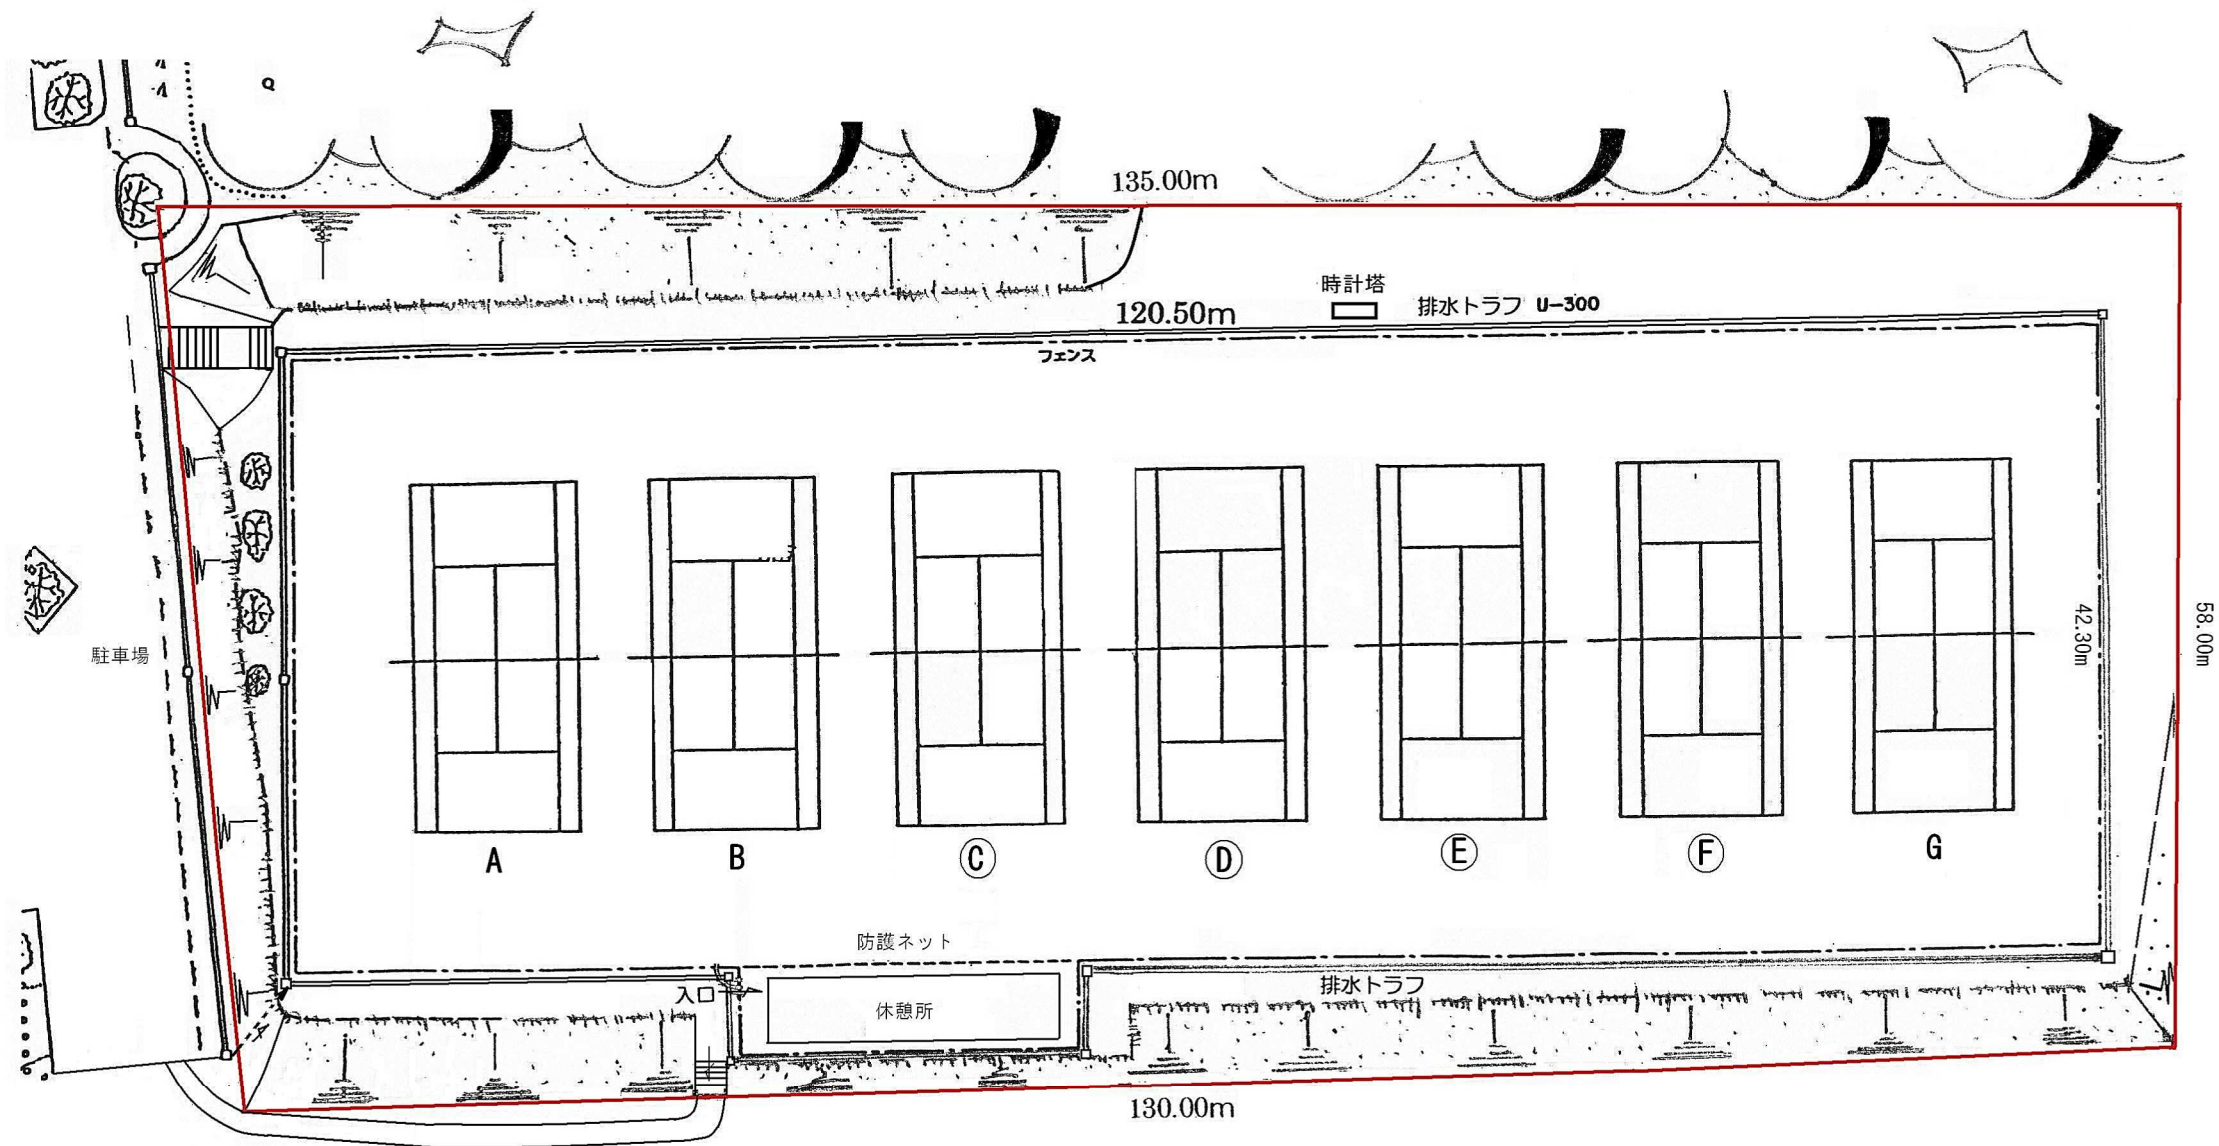 135.00m
時計塔
排水トラフ U-300
120.50m
フェンス
58.00m
42.30m
駐車場
A
B
Ⓒ
Ⓓ
Ⓔ
Ⓕ
G
防護ネット
入口
休憩所
排水トラフ
130.00m